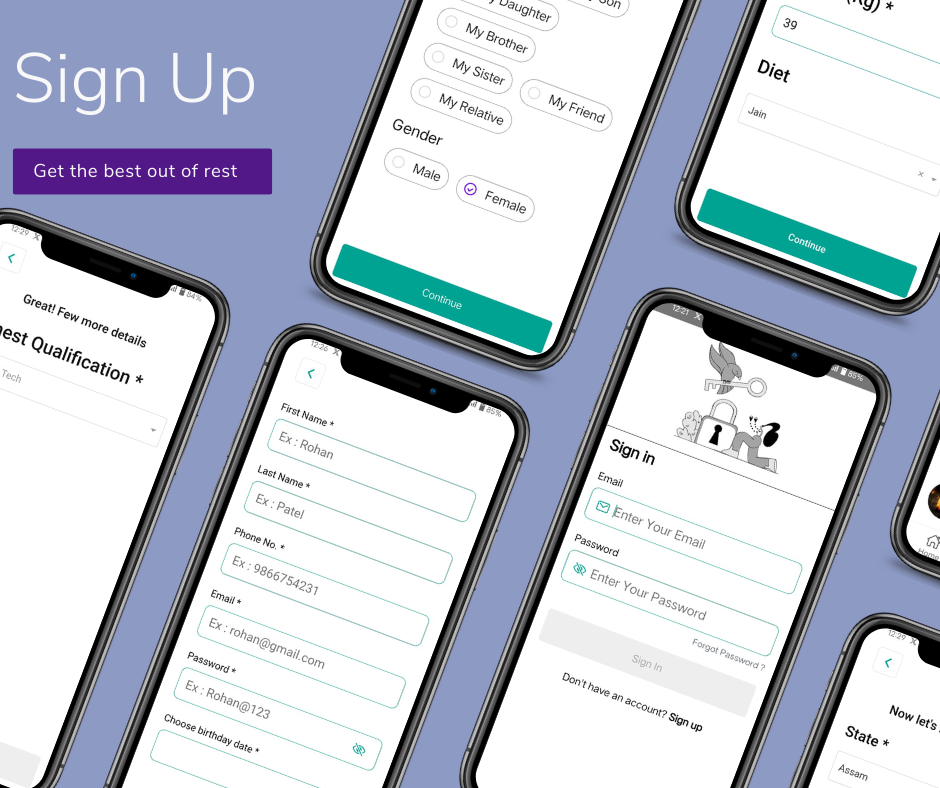 Sign Up
Get the best out of rest
My Daughter
Son
My Brother
My Sister
My Friend
My Relative
Gender
Male
Female
Continue
(Kg) *
39
Diet
Jain
Continue
12:29
84%
Great! Few more details
Qualification *
Tech
12:26
85%
First Name *
Ex : Rohan
Last Name *
Ex : Patel
Phone No. *
Ex : 9866754231
Email *
Ex : rohan@gmail.com
Password *
Ex : Rohan@123
Choose birthday date *
12:21
85%
Sign in
Email
Enter Your Email
Password
Enter Your Password
Forgot Password ?
Sign In
Don't have an account? Sign up
Home
12:29
Now let's
State *
Assam